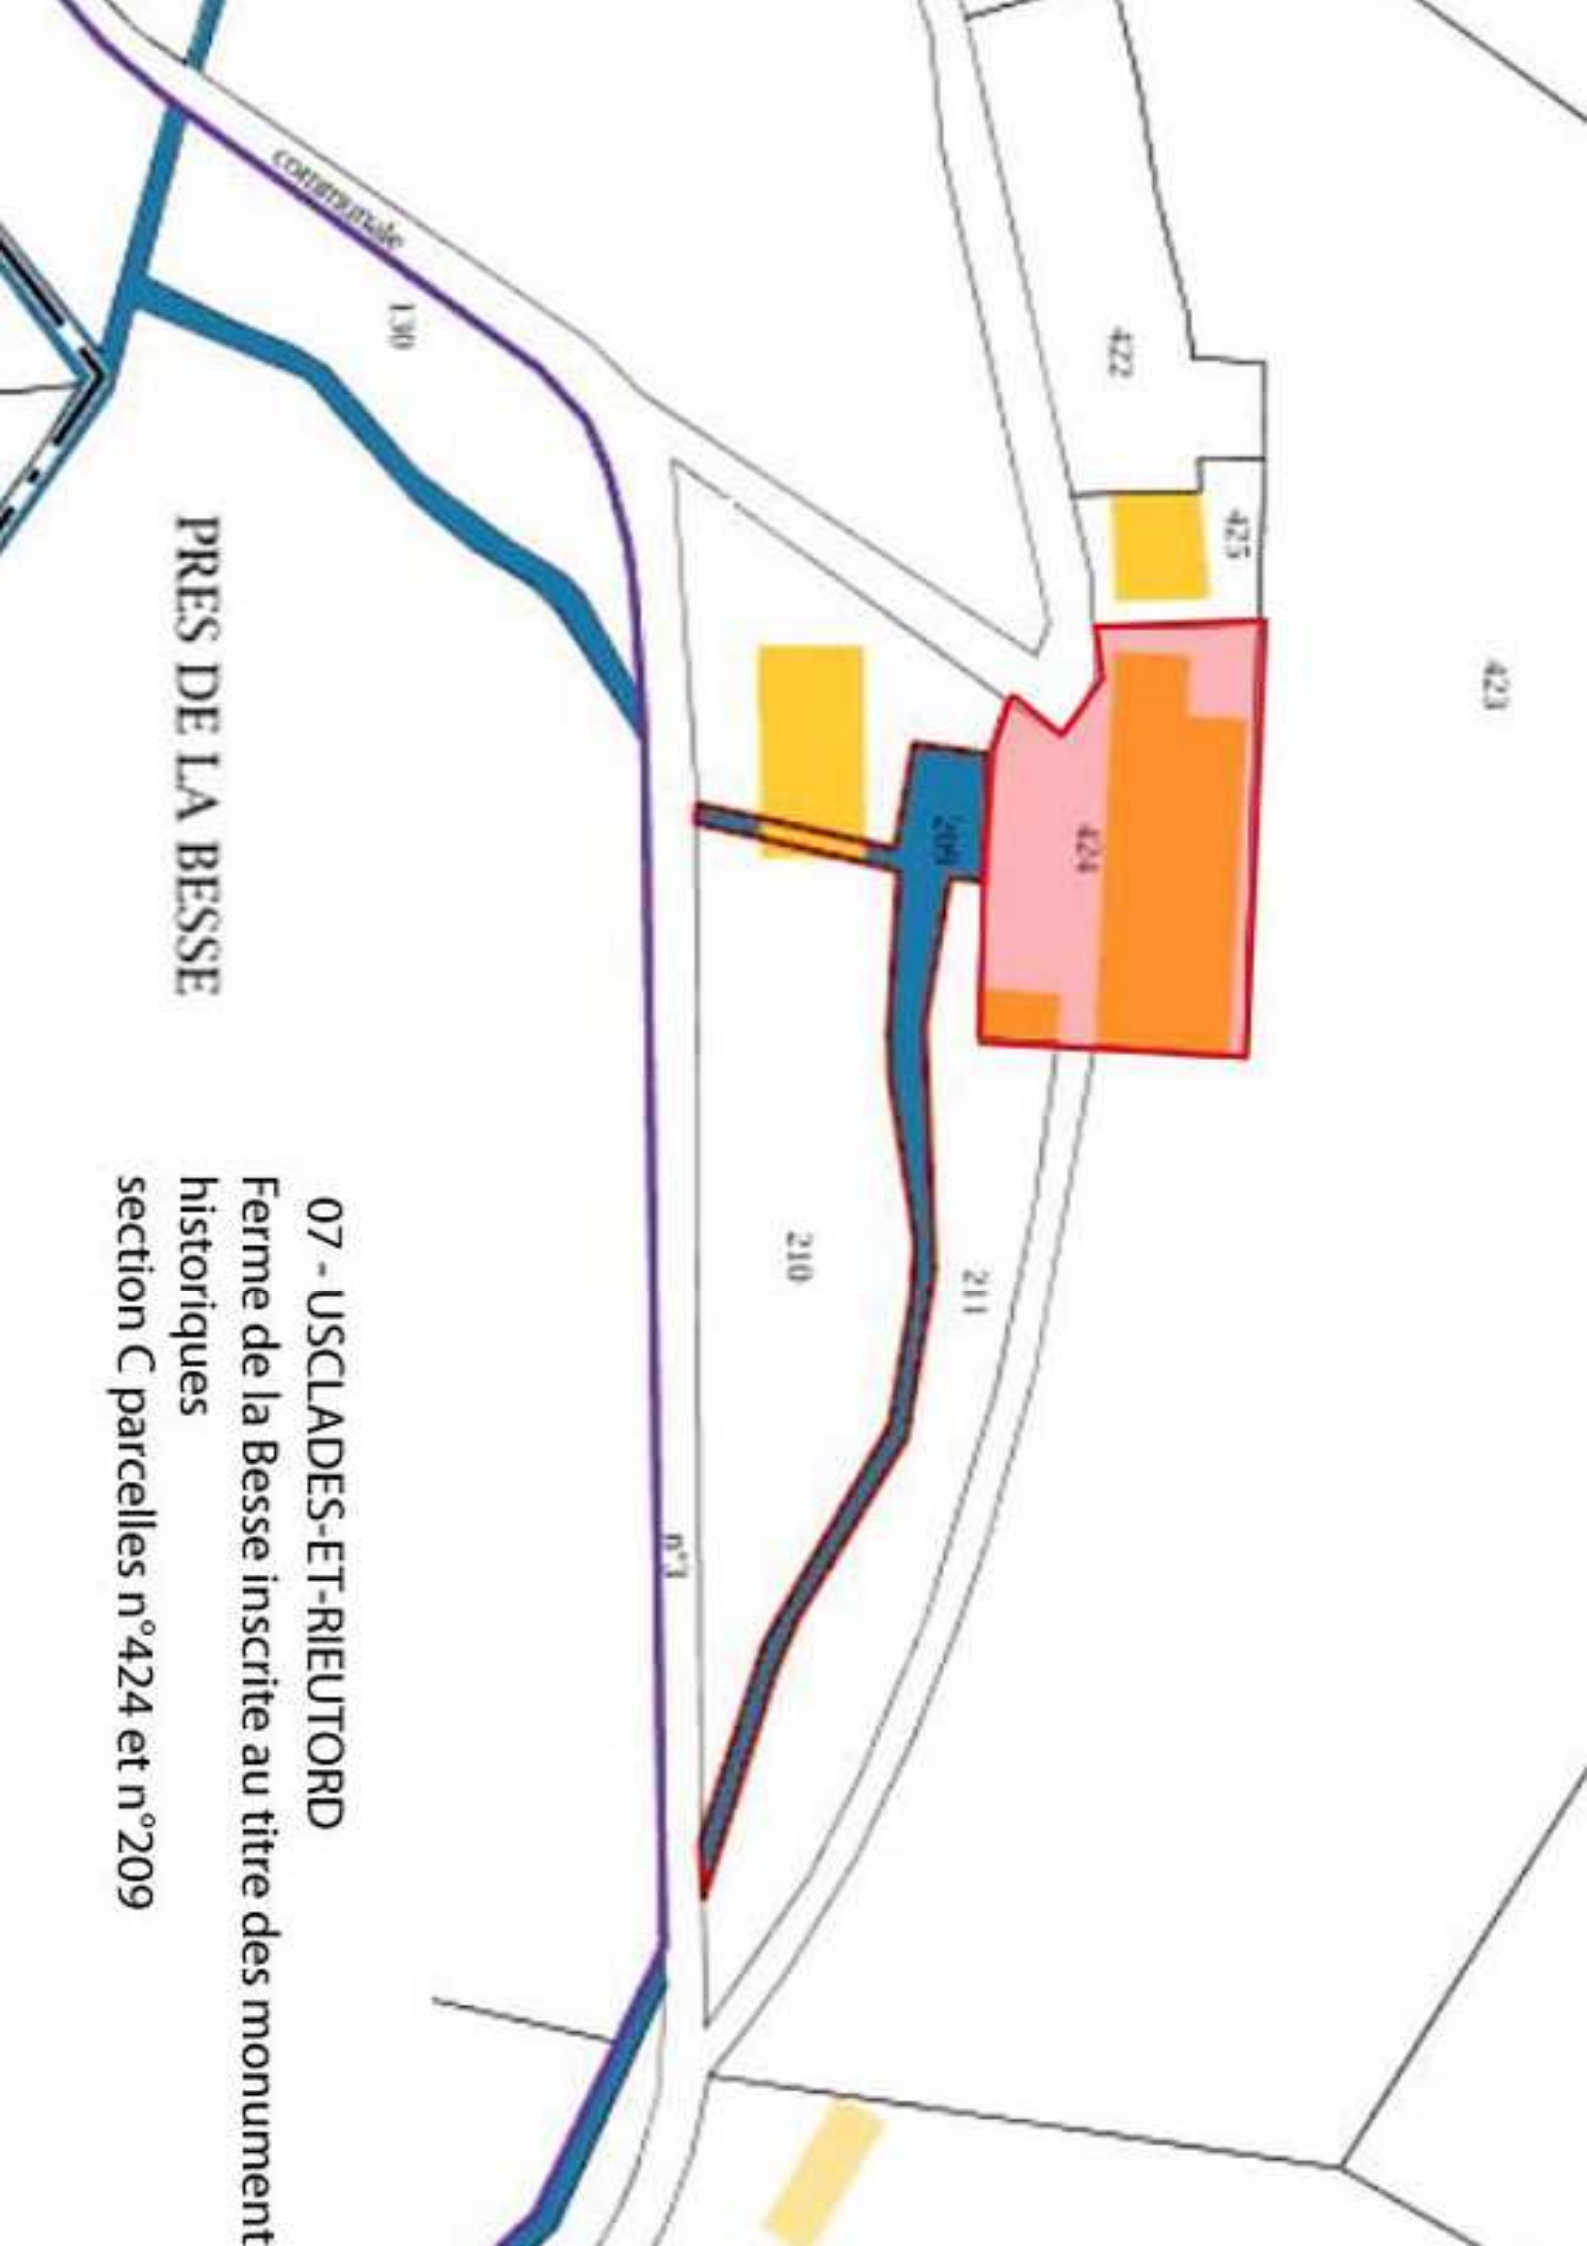 423
425
422
424
209
211
210
130
communale
n°3
PRES DE LA BESSE
07 - USCLADES-ET-RIEUTORD
Ferme de la Besse inscrite au titre des monument
historiques
section C parcelles n°424 et n°209